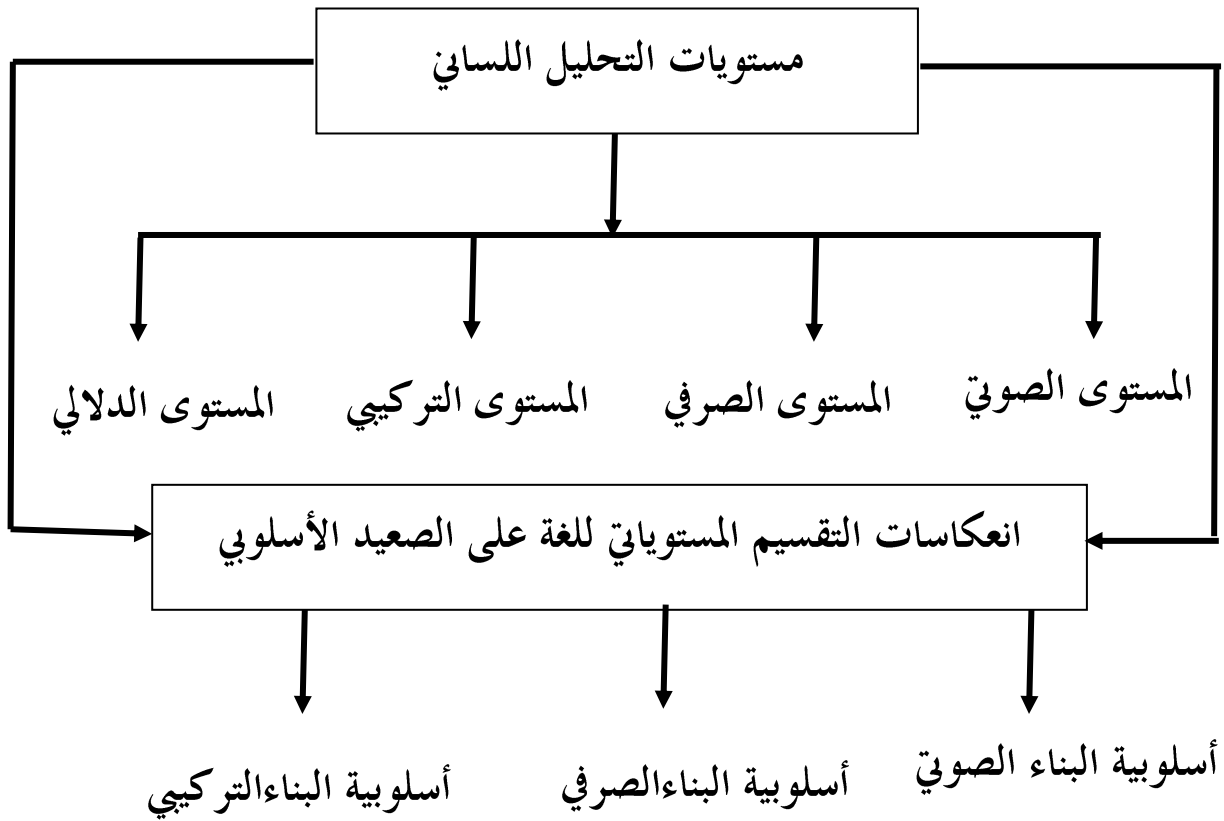 مستويات التحليل اللساني
المستوى الصوتي
المستوى الصرفي
المستوى التركيبي
المستوى الدلالي
انعكاسات التقسيم المستوياتي للغة على الصعيد الأسلوبي
أسلوبية البناء الصوتي
أسلوبية البناءالصرفي
أسلوبية البناءالتركيبي